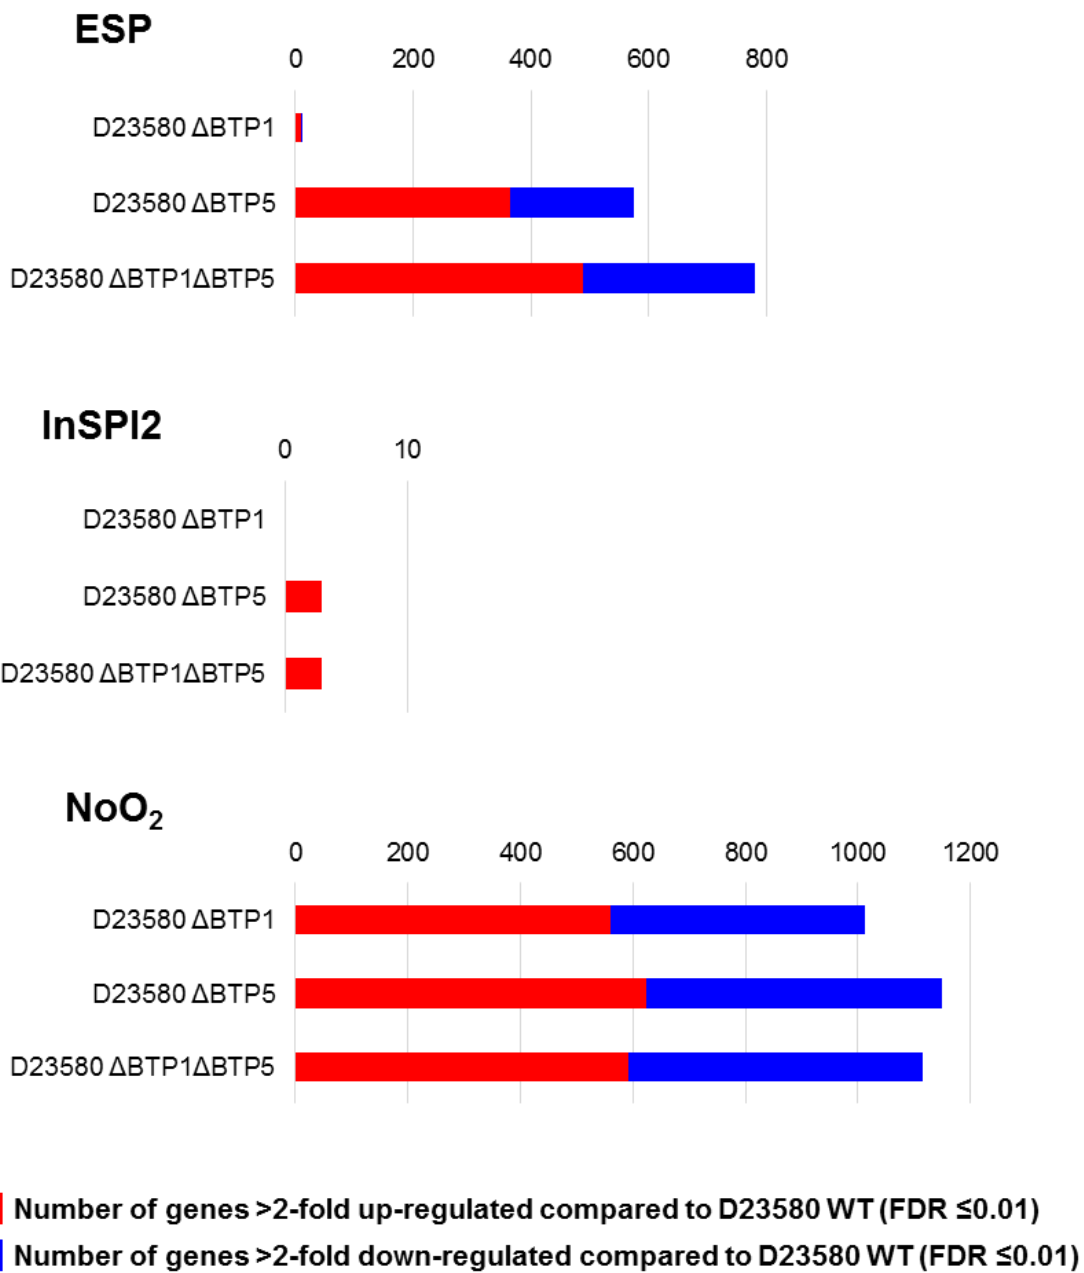 ESP
0 200 400 600 800
D23580 ΔBTP1
D23580 ΔBTP5
D23580 ΔBTP1ΔBTP5
InSPI2
0 10
D23580 ΔBTP1
D23580 ΔBTP5
D23580 ΔBTP1ΔBTP5
NoO₂
0 200 400 600 800 1000 1200
D23580 ΔBTP1
D23580 ΔBTP5
D23580 ΔBTP1ΔBTP5
Number of genes >2-fold up-regulated compared to D23580 WT (FDR ≤0.01)
Number of genes >2-fold down-regulated compared to D23580 WT (FDR ≤0.01)